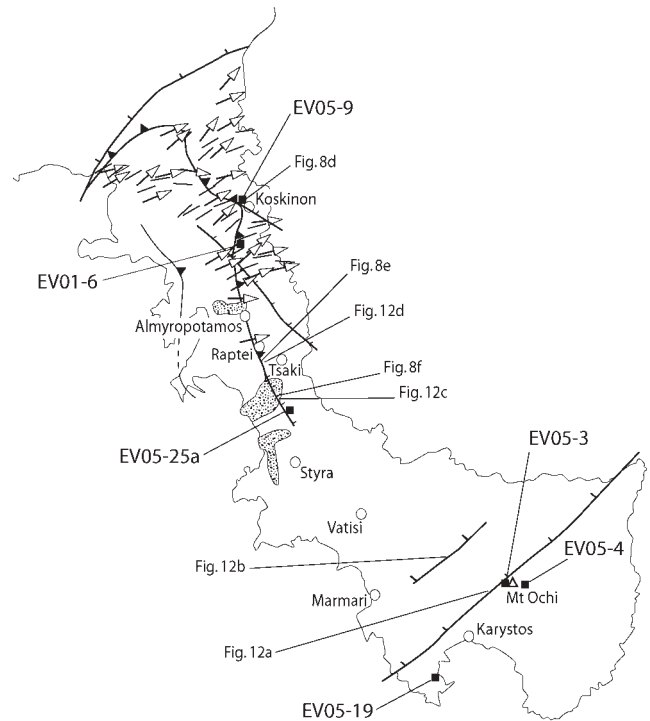 EV05-9
Fig.8d
Koskinon
EV01-6
Fig.8e
Almyropotamos
Fig.12d
Raptei
Tsaki
Fig.8f
Fig.12c
EV05-25a
EV05-3
Styra
Vatisi
EV05-4
Fig.12b
Mt Ochi
Marmari
Karystos
Fig.12a
EV05-19